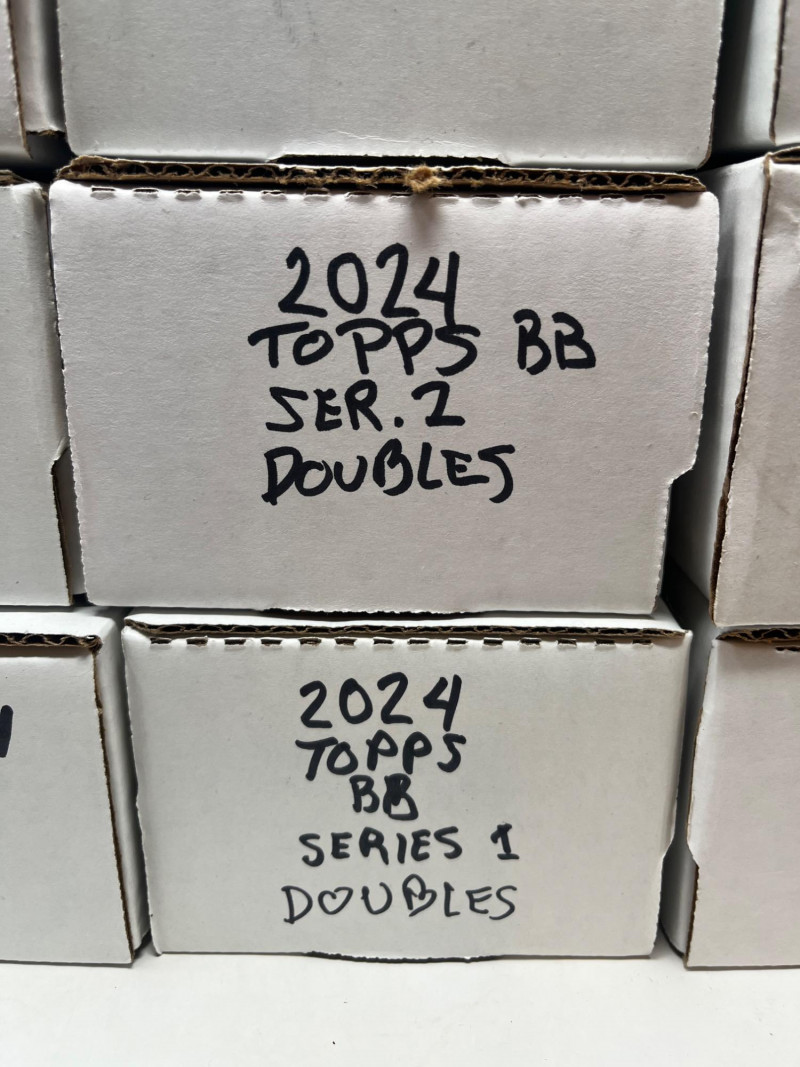 2024
TOPPS BB
SER. 2
DOUBLES
2024
TOPPS
BB
SERIES 1
DOUBLES